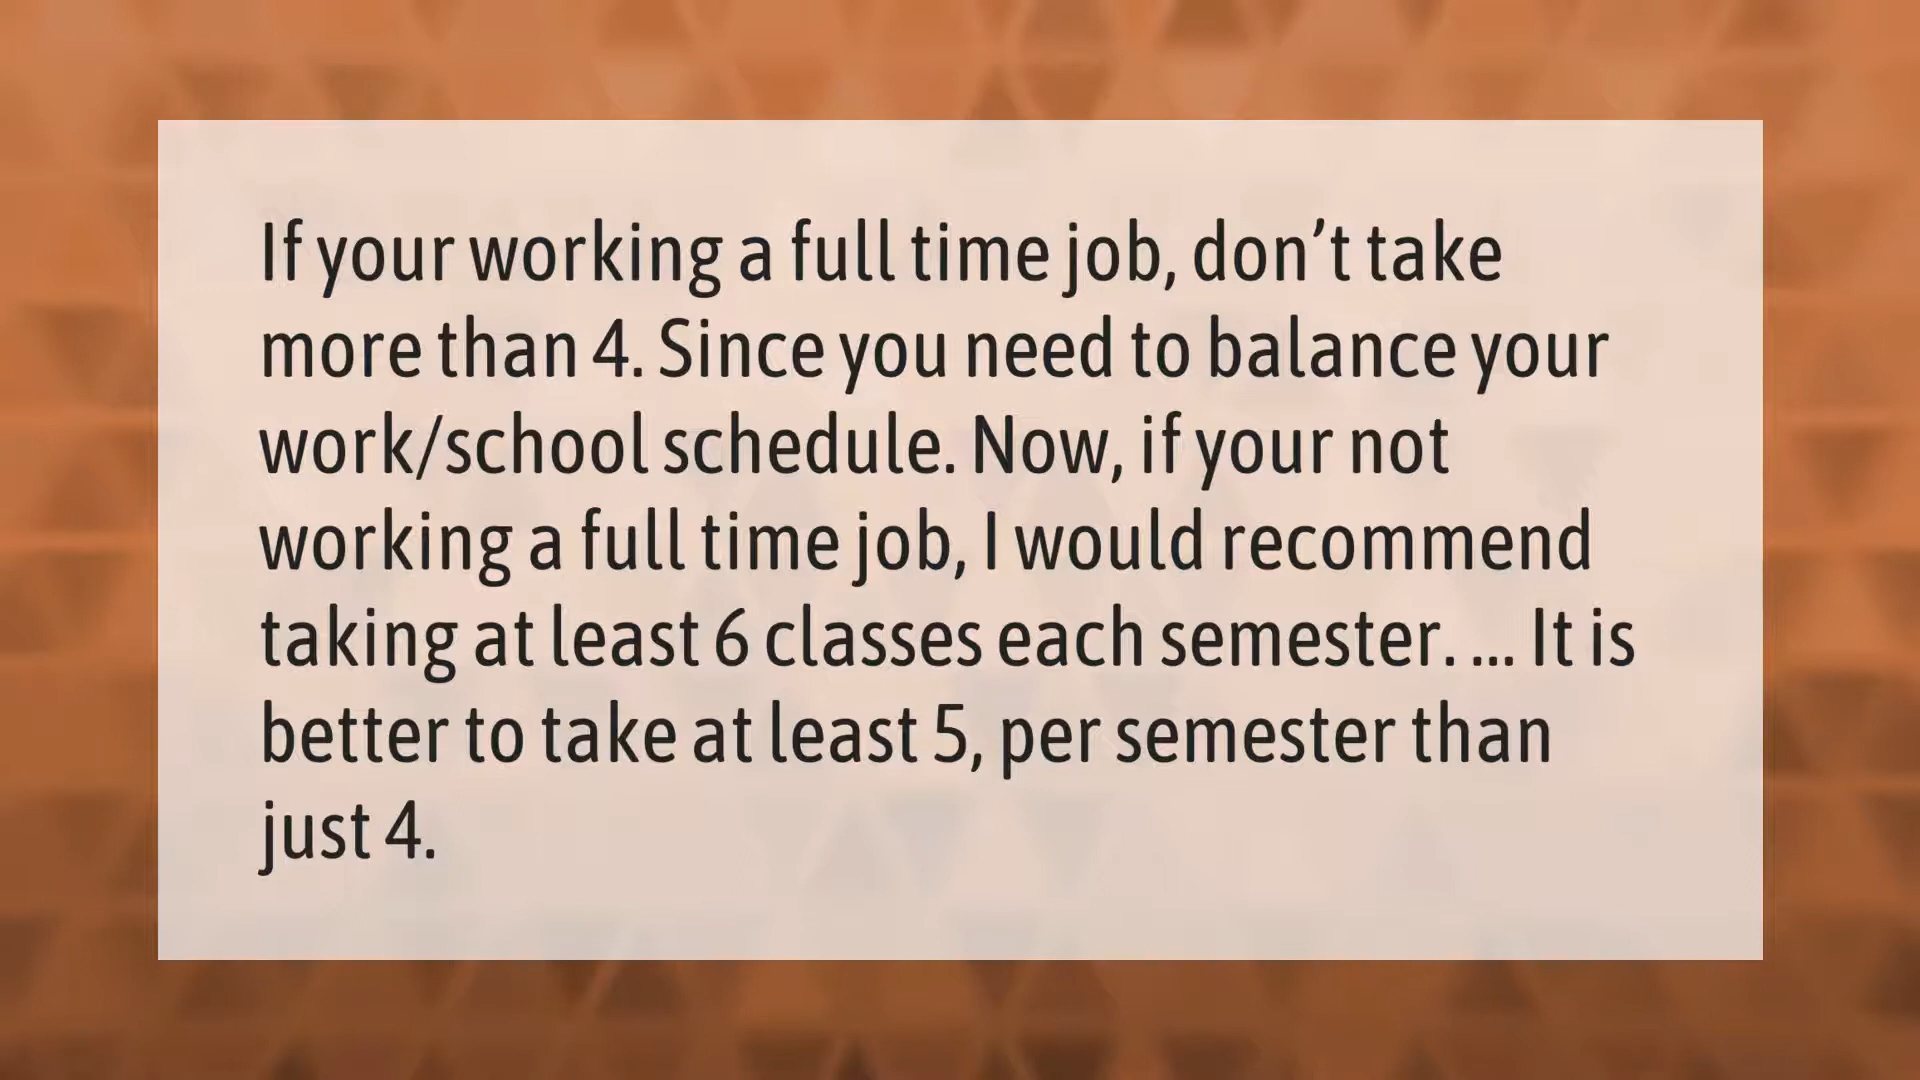 If your working a full time job, don’t take
more than 4. Since you need to balance your
work/school schedule. Now, if your not
working a full time job, I would recommend
taking at least 6 classes each semester. ... It is
better to take at least 5, per semester than
just 4.